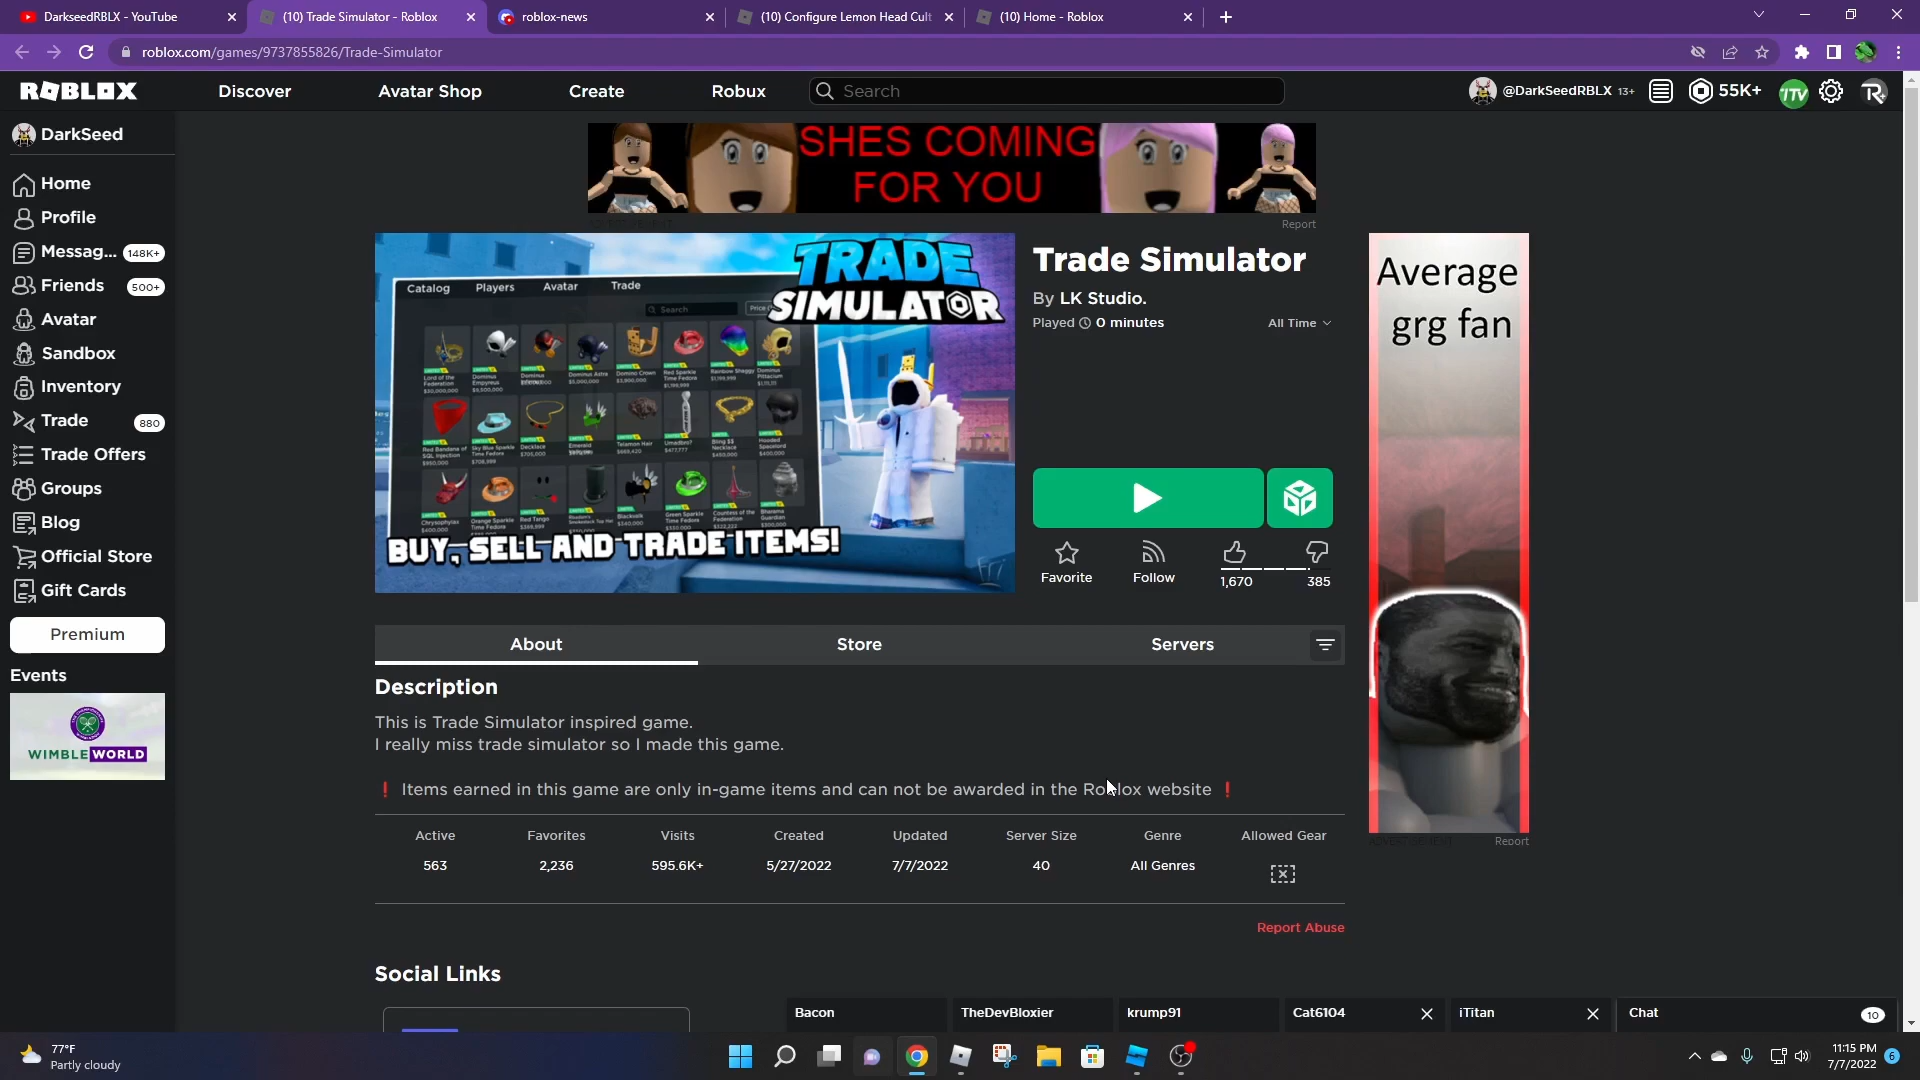 DarkseedRBLX - YouTube
(10) Trade Simulator - Roblox
roblox-news
(10) Configure Lemon Head Cult
(10) Home - Roblox
roblox.com/games/9737855826/Trade-Simulator
ROBLOX
Discover
Avatar Shop
Create
Robux
Search
@DarkSeedRBLX 13+
55K+
DarkSeed
Home
Profile
Messag... 148K+
Friends 500+
Avatar
Sandbox
Inventory
Trade 880
Trade Offers
Groups
Blog
Official Store
Gift Cards
Premium
Events
WIMBLEWORLD
SHES COMING
FOR YOU
Report
Catalog Players Avatar Trade
Search
TRADE
SIMULATOR
BUY, SELL AND TRADE ITEMS!
Trade Simulator
By LK Studio.
Played 0 minutes
All Time
Favorite
Follow
1,670
385
Average
grg fan
ADVERTISEMENT
Report
About
Store
Servers
Description
This is Trade Simulator inspired game.
I really miss trade simulator so I made this game.
❗ Items earned in this game are only in-game items and can not be awarded in the Roblox website ❗
Active Favorites Visits Created Updated Server Size Genre Allowed Gear
563 2,236 595.6K+ 5/27/2022 7/7/2022 40 All Genres
Report Abuse
Social Links
Bacon
TheDevBloxier
krump91
Cat6104
iTitan
Chat 10
77°F
Partly cloudy
11:15 PM
7/7/2022
6